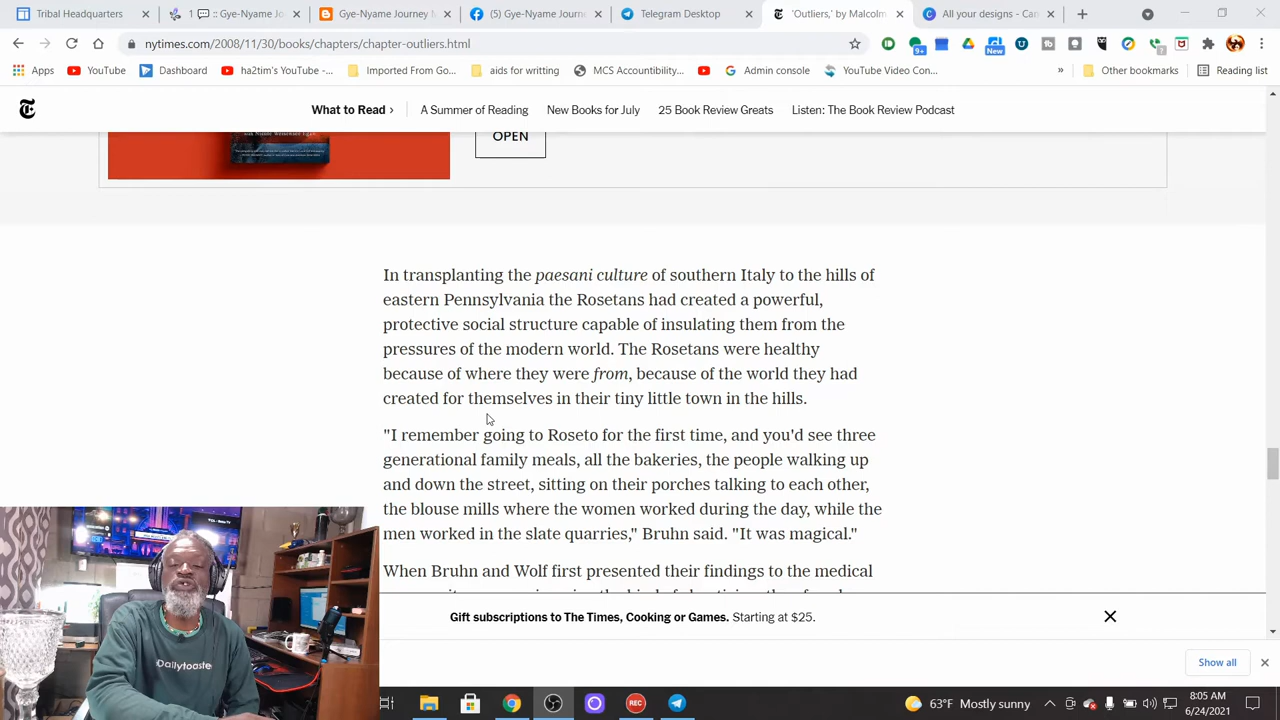 Tribal Headquarters
1 :: Gye-Nyame Jo
Gye-Nyame Journey
(5) Gye-Nyame Journ
Telegram Desktop
'Outliers,' by Malcolm
All your designs - Can
nytimes.com/2008/11/30/books/chapters/chapter-outliers.html
9+
New
Apps
YouTube
Dashboard
ha2tim's YouTube -...
Imported From Go...
aids for writting
MCS Accountibility...
Admin console
YouTube Video Con...
»
Other bookmarks
Reading list
What to Read ›
A Summer of Reading
New Books for July
25 Book Review Greats
Listen: The Book Review Podcast
OPEN
In transplanting the paesani culture of southern Italy to the hills of
eastern Pennsylvania the Rosetans had created a powerful,
protective social structure capable of insulating them from the
pressures of the modern world. The Rosetans were healthy
because of where they were from, because of the world they had
created for themselves in their tiny little town in the hills.
"I remember going to Roseto for the first time, and you'd see three
generational family meals, all the bakeries, the people walking up
and down the street, sitting on their porches talking to each other,
the blouse mills where the women worked during the day, while the
men worked in the slate quarries," Bruhn said. "It was magical."
When Bruhn and Wolf first presented their findings to the medical
Gift subscriptions to The Times, Cooking or Games. Starting at $25.
Show all
Dailytoaste
REC
63°F Mostly sunny
8:05 AM
6/24/2021